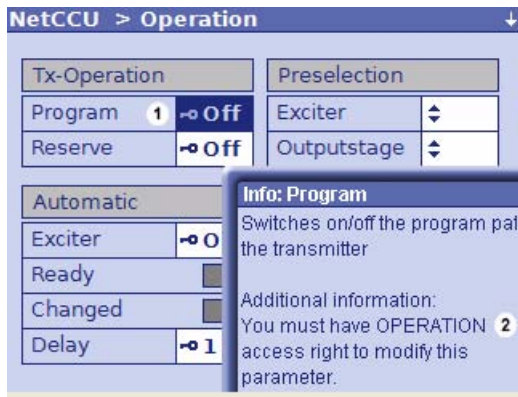 NetCCU > Operation
Tx-Operation
Program 1 Off
Reserve Off
Preselection
Exciter
Outputstage
Automatic
Exciter
Ready
Changed
Delay 1
Info: Program
Switches on/off the program
the transmitter
Additional information:
You must have OPERATION 2
access right to modify this
parameter.